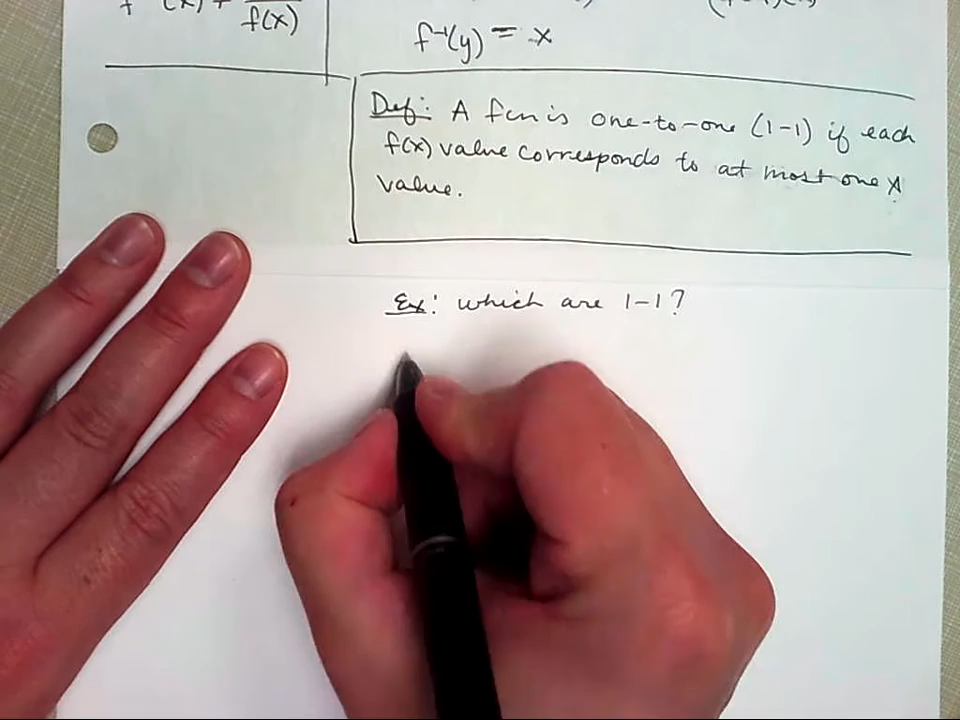 f(x)
f⁻¹(y) = x
Def: A fcn is one-to-one (1-1) if each
f(x) value corresponds to at most one x
value.
Ex: which are 1-1?